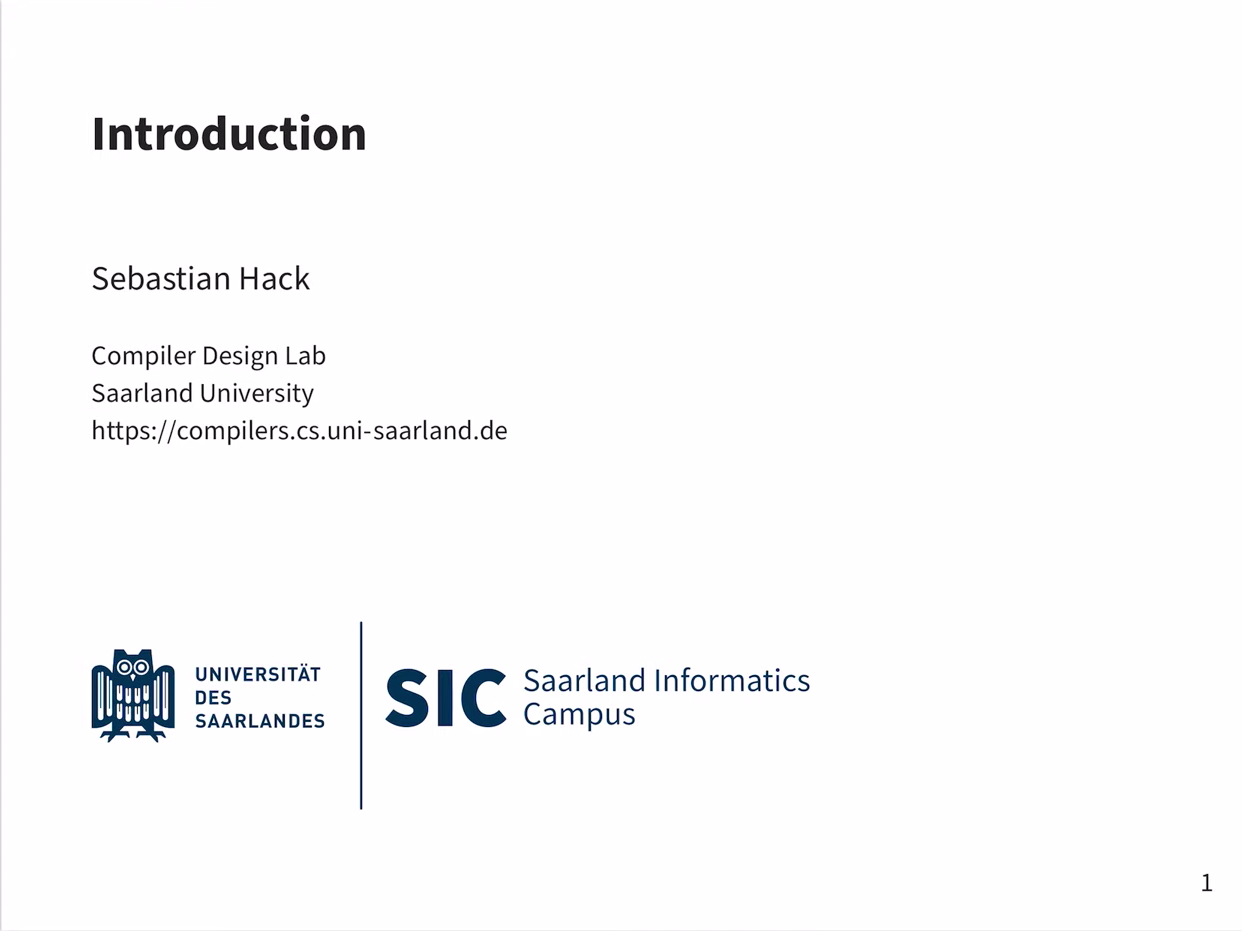 Introduction
Sebastian Hack
Compiler Design Lab
Saarland University
https://compilers.cs.uni-saarland.de
UNIVERSITÄT
DES
SAARLANDES
SIC
Saarland Informatics
Campus
1